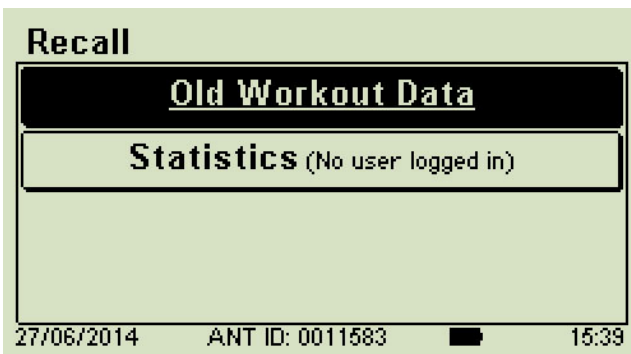 Recall
Old Workout Data
Statistics (No user logged in)
27/06/2014 ANT ID: 0011583 15:39